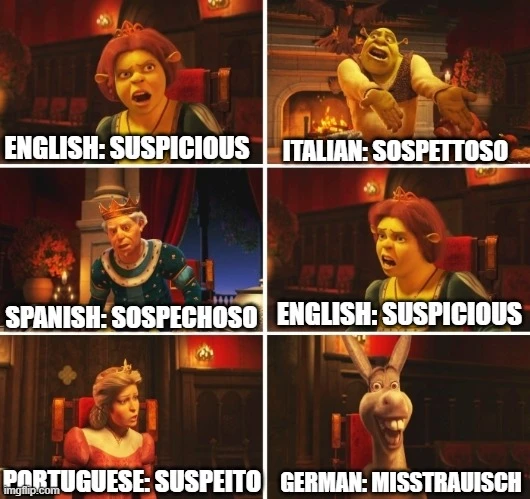 ENGLISH: SUSPICIOUS
ITALIAN: SOSPETTOSO
SPANISH: SOSPECHOSO
ENGLISH: SUSPICIOUS
PORTUGUESE: SUSPEITO
GERMAN: MISSTRAUISCH
imgflip.com